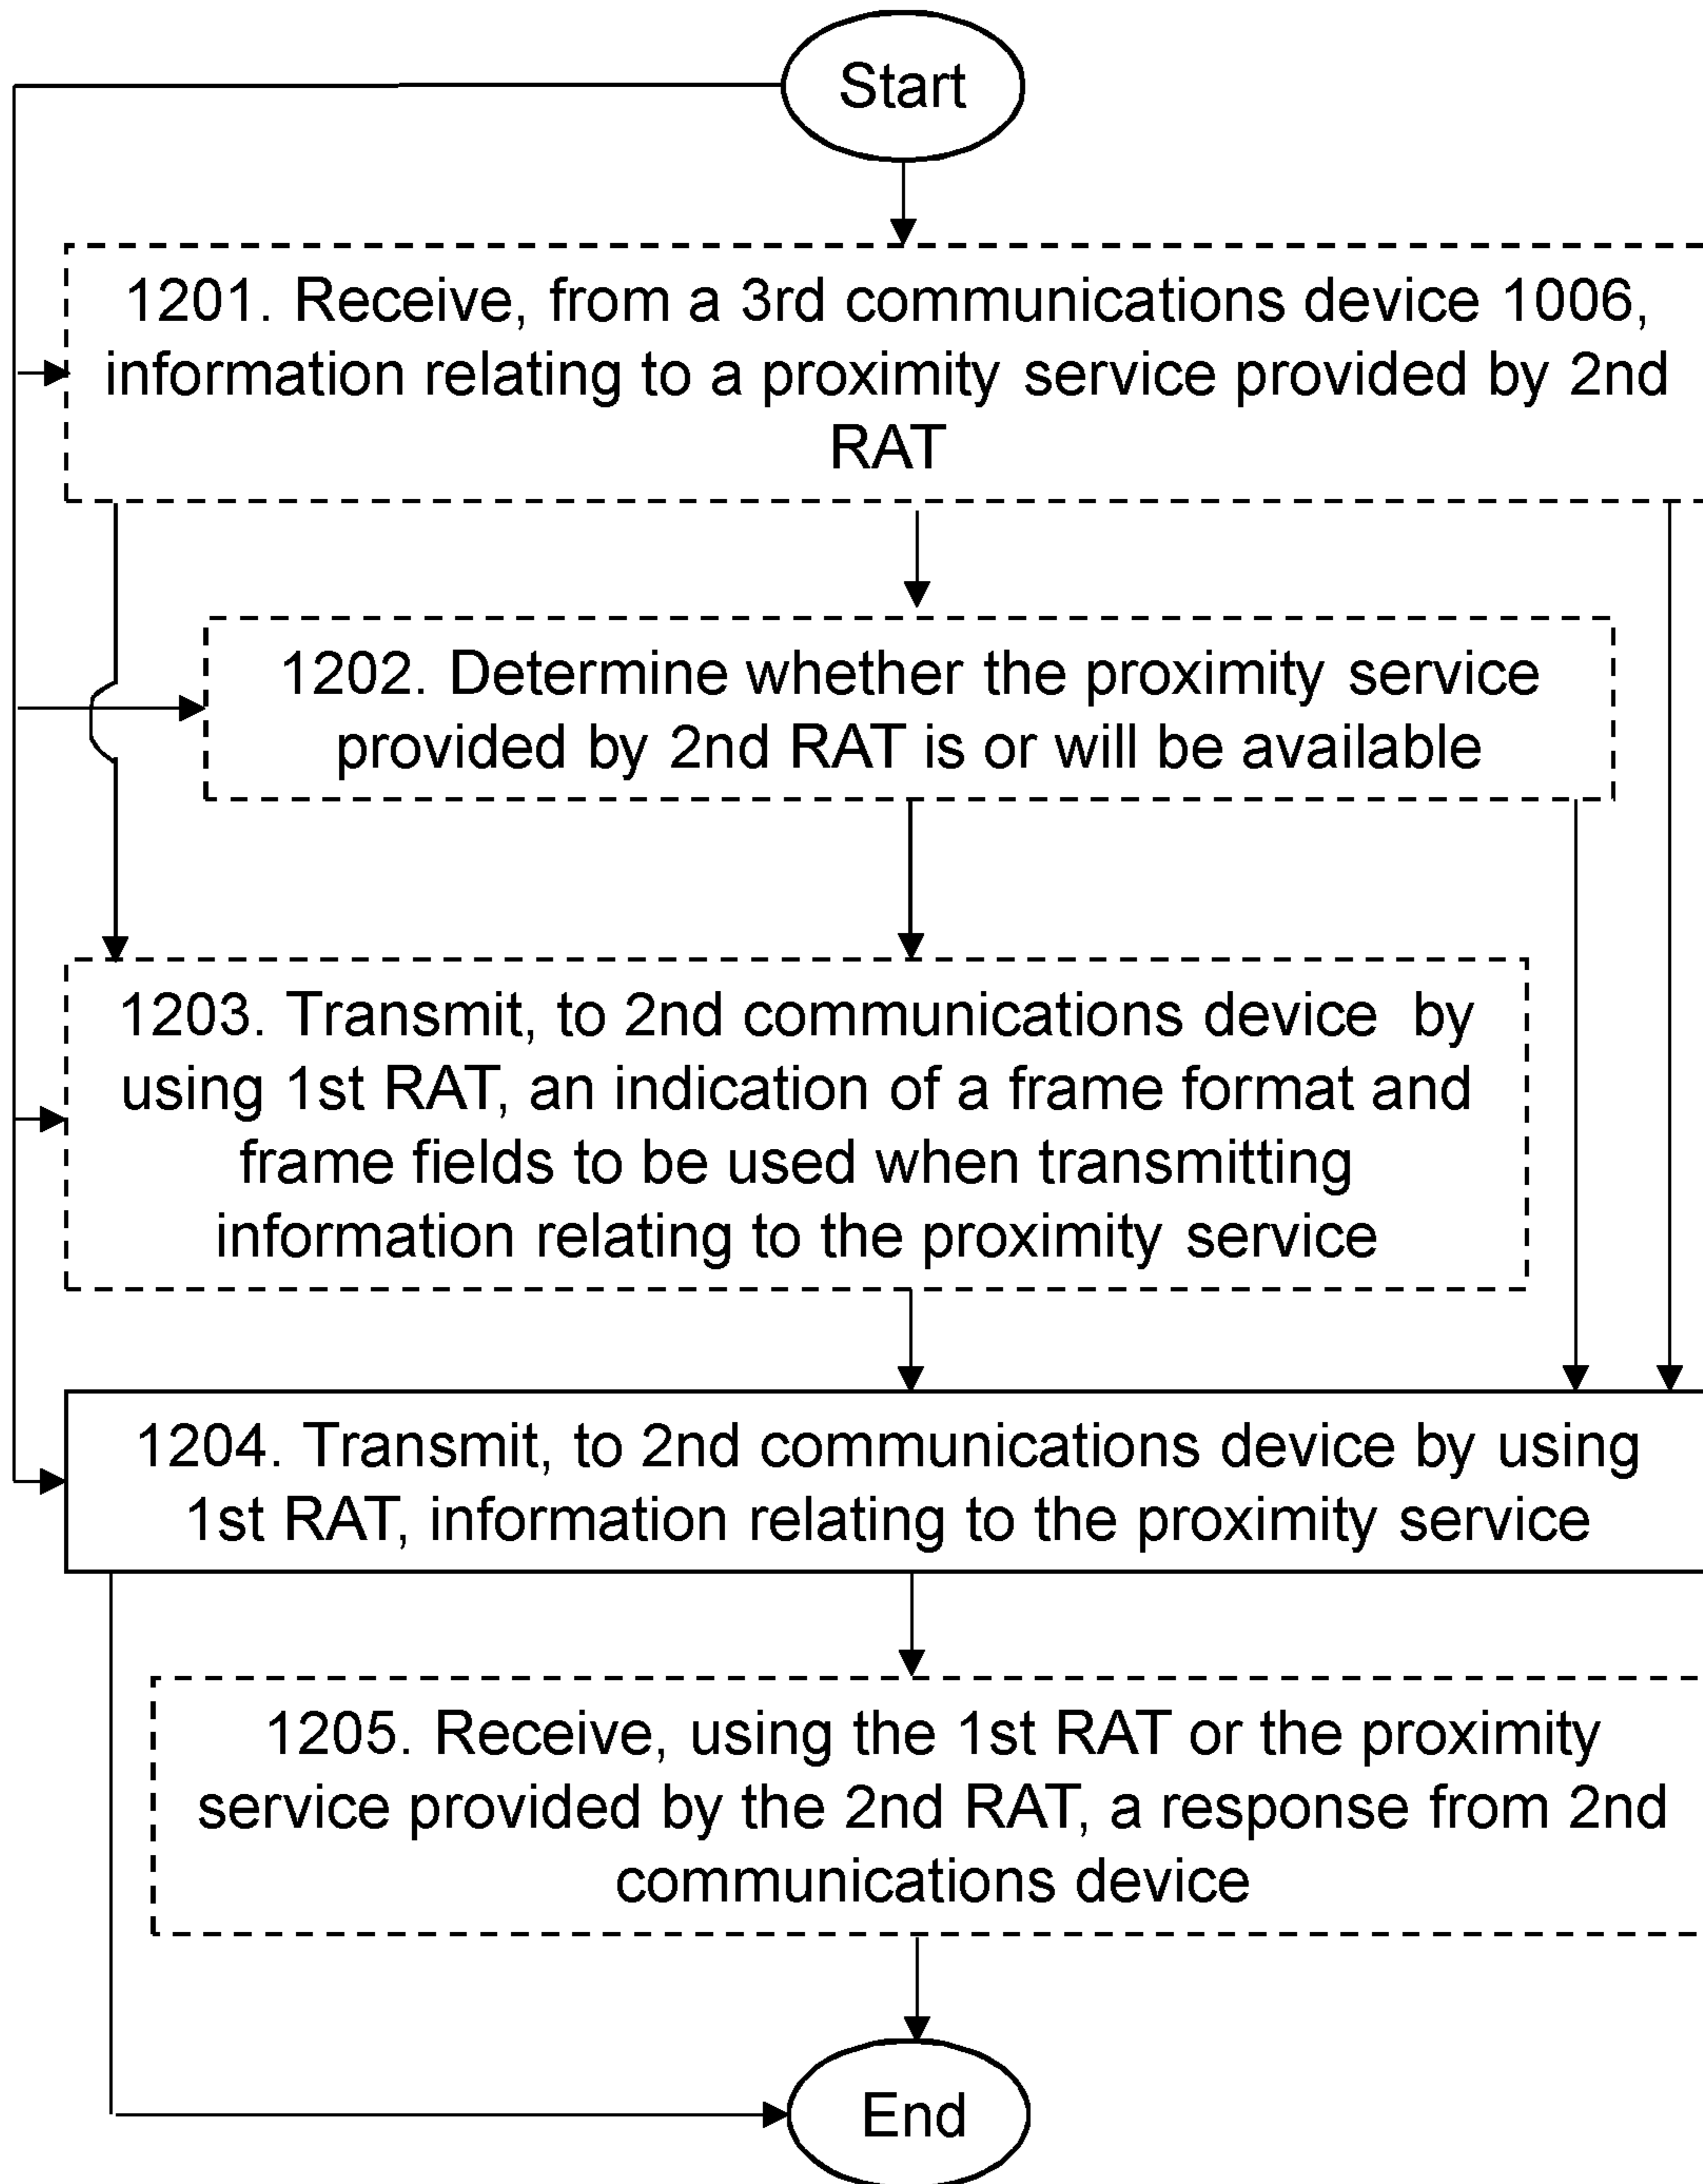 Start
1201. Receive, from a 3rd communications device 1006,
information relating to a proximity service provided by 2nd
RAT
1202. Determine whether the proximity service
provided by 2nd RAT is or will be available
1203. Transmit, to 2nd communications device by
using 1st RAT, an indication of a frame format and
frame fields to be used when transmitting
information relating to the proximity service
1204. Transmit, to 2nd communications device by using
1st RAT, information relating to the proximity service
1205. Receive, using the 1st RAT or the proximity
service provided by the 2nd RAT, a response from 2nd
communications device
End